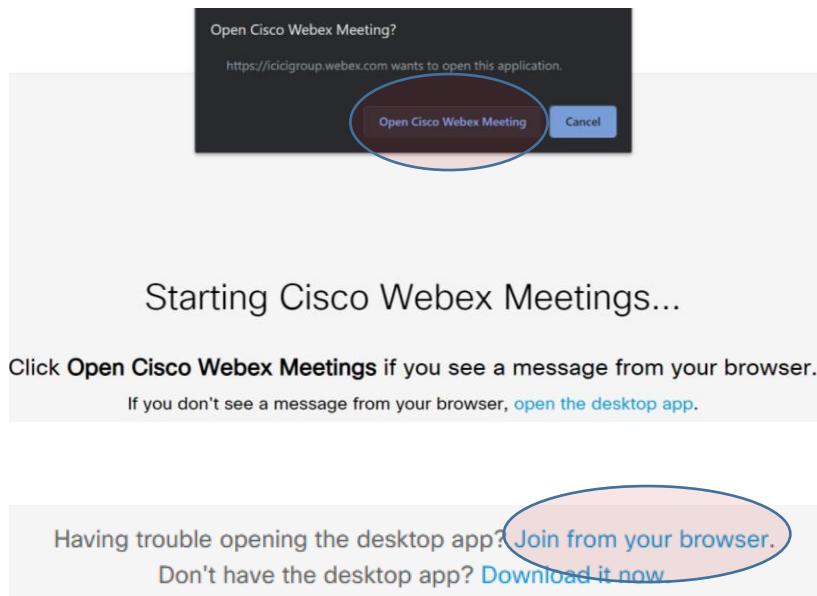 Open Cisco Webex Meeting?
https://icicigroup.webex.com wants to open this application.
Open Cisco Webex Meeting
Cancel
Starting Cisco Webex Meetings...
Click Open Cisco Webex Meetings if you see a message from your browser.
If you don't see a message from your browser, open the desktop app.
Having trouble opening the desktop app? Join from your browser.
Don't have the desktop app? Download it now